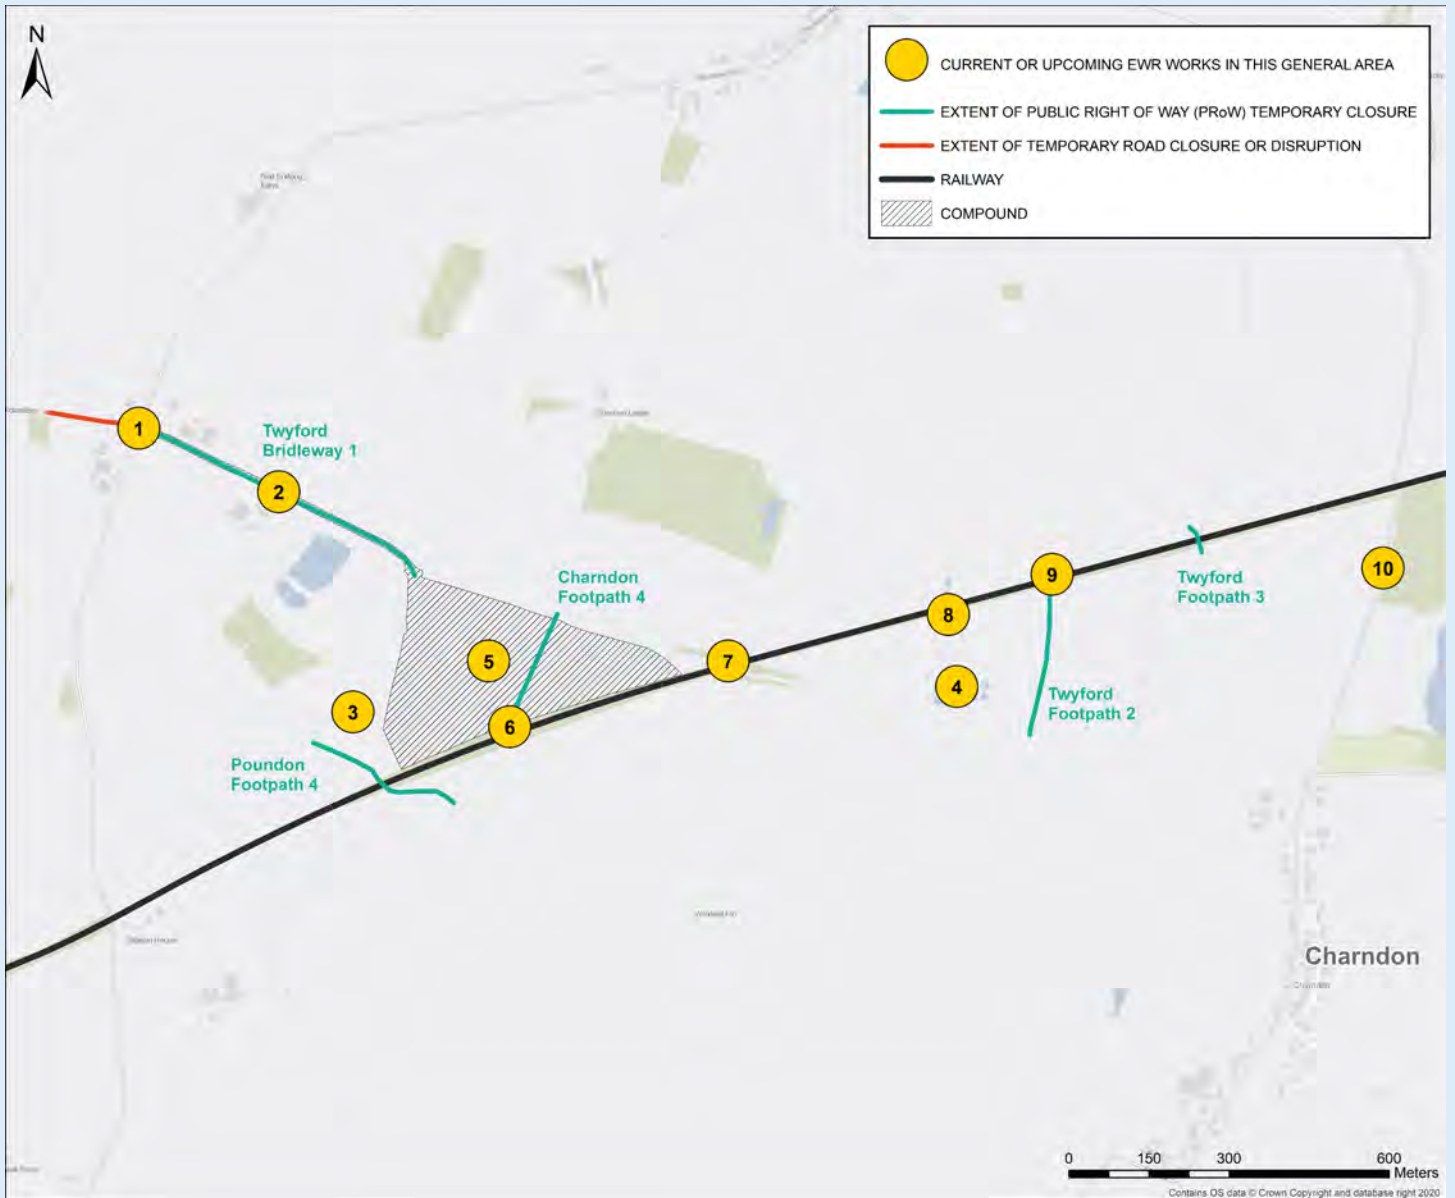 N
CURRENT OR UPCOMING EWR WORKS IN THIS GENERAL AREA
EXTENT OF PUBLIC RIGHT OF WAY (PRoW) TEMPORARY CLOSURE
EXTENT OF TEMPORARY ROAD CLOSURE OR DISRUPTION
RAILWAY
COMPOUND
1
Twyford
Bridleway 1
2
Charndon
Footpath 4
9
10
Twyford
Footpath 3
8
5
7
4
3
6
Twyford
Footpath 2
Poundon
Footpath 4
Charndon
Charndon
0 150 300 600
Meters
Contains OS data © Crown Copyright and database right 2020